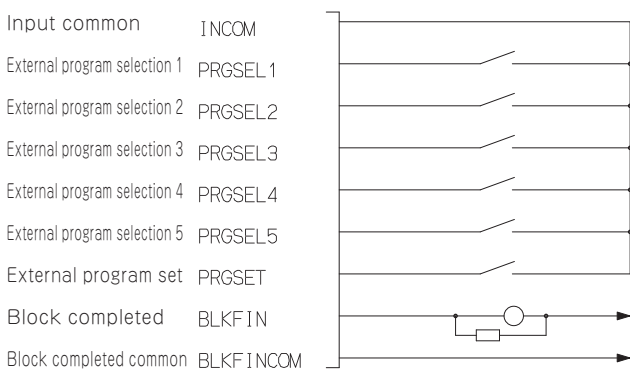 Input common INCOM
External program selection 1 PRGSEL1
External program selection 2 PRGSEL2
External program selection 3 PRGSEL3
External program selection 4 PRGSEL4
External program selection 5 PRGSEL5
External program set PRGSET
Block completed BLKFIN
Block completed common BLKFINCOM